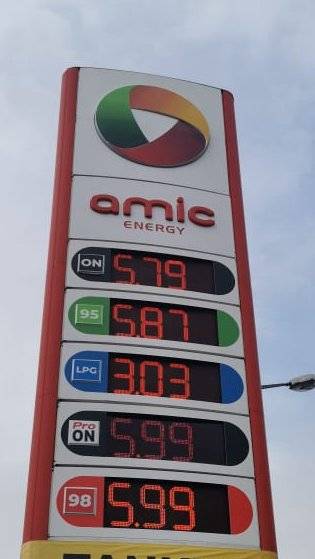 amic
ENERGY
ON 5.79
95 5.87
LPG 3.03
Pro ON 5.99
98 5.99